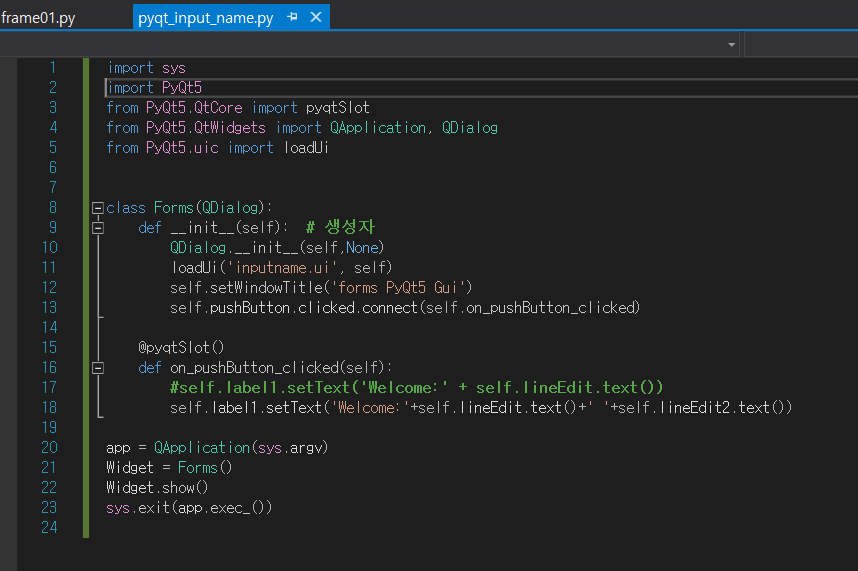 frame01.py pyqt_input_name.py
1 import sys
2 import PyQt5
3 from PyQt5.QtCore import pyqtSlot
4 from PyQt5.QtWidgets import QApplication, QDialog
5 from PyQt5.uic import loadUi
6
7
8 class Forms(QDialog):
9     def __init__(self):  # 생성자
10         QDialog.__init__(self,None)
11         loadUi('inputname.ui', self)
12         self.setWindowTitle('forms PyQt5 Gui')
13         self.pushButton.clicked.connect(self.on_pushButton_clicked)
14
15     @pyqtSlot()
16     def on_pushButton_clicked(self):
17         #self.label1.setText('Welcome:' + self.lineEdit.text())
18         self.label1.setText('Welcome:'+self.lineEdit.text()+' '+self.lineEdit2.text())
19
20 app = QApplication(sys.argv)
21 Widget = Forms()
22 Widget.show()
23 sys.exit(app.exec_())
24